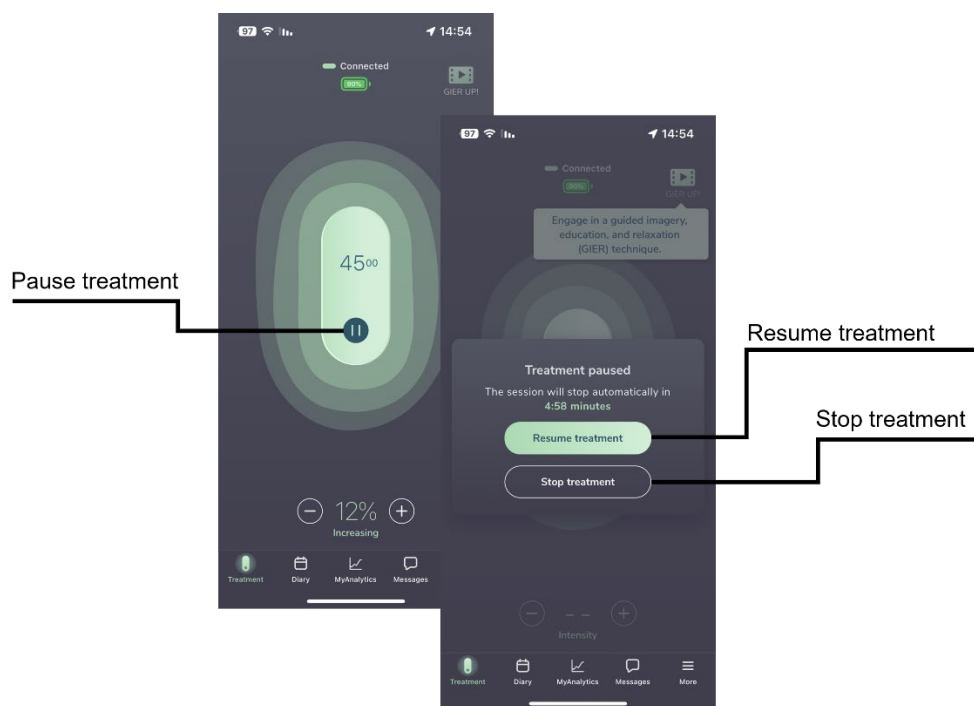 97 14:54
Connected
80%
GIER UP!
45 00
12%
Increasing
Treatment Diary MyAnalytics Messages
Pause treatment
97 14:54
Connected
GIER UP!
Engage in a guided imagery,
education, and relaxation
(GIER) technique.
Treatment paused
The session will stop automatically in
4:58 minutes
Resume treatment
Stop treatment
- -
Intensity
Treatment Diary MyAnalytics Messages More
Resume treatment
Stop treatment